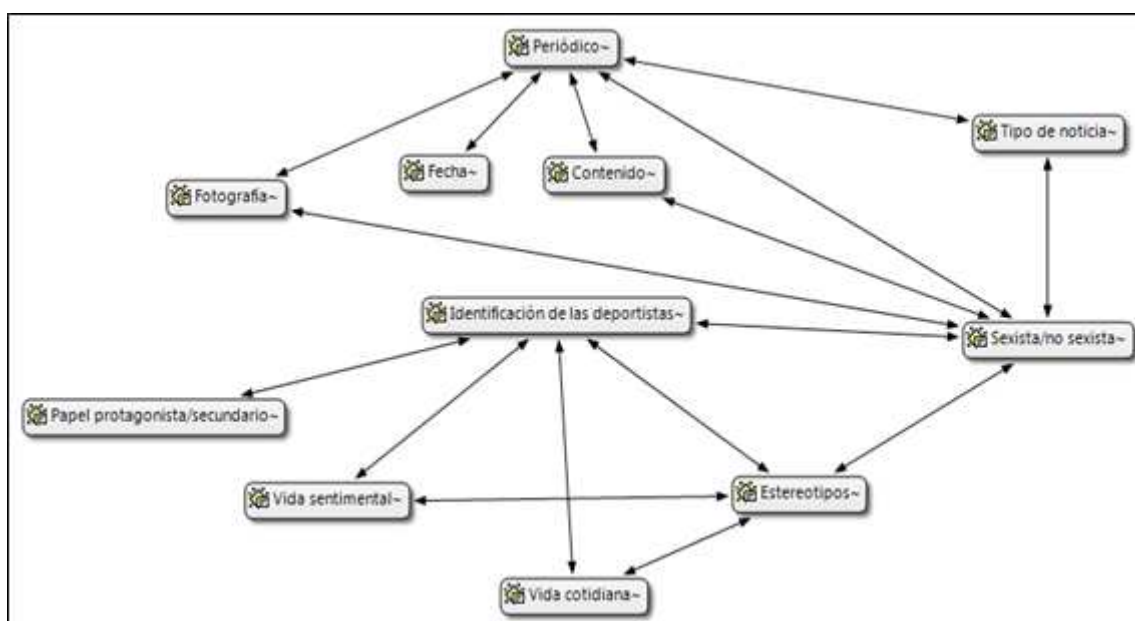 Periódico~
Tipo de noticia~
Fecha~
Contenido~
Fotografía~
Identificación de las deportistas~
Sexista/no sexista~
Papel protagonista/secundario~
Vida sentimental~
Estereotipos~
Vida cotidiana~